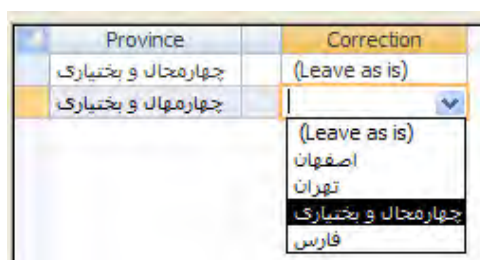 Province Correction
چهارمحال و بختیاری (Leave as is)
چهارمهال و بختیاری
(Leave as is)
اصفهان
تهران
چهارمحال و بختیاری
فارس